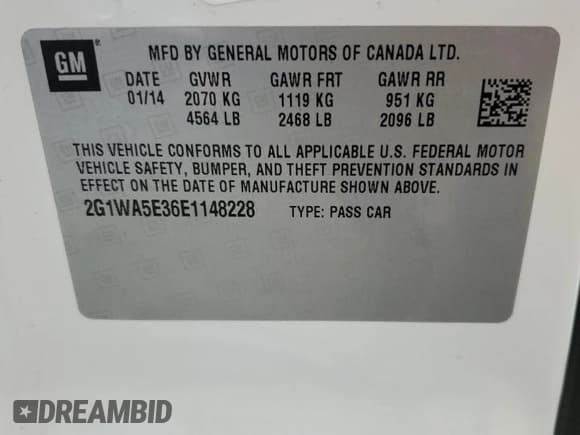 GM
MFD BY GENERAL MOTORS OF CANADA LTD.
DATE GVWR GAWR FRT GAWR RR
01/14 2070 KG 1119 KG 951 KG
4564 LB 2468 LB 2096 LB
THIS VEHICLE CONFORMS TO ALL APPLICABLE U.S. FEDERAL MOTOR
VEHICLE SAFETY, BUMPER, AND THEFT PREVENTION STANDARDS IN
EFFECT ON THE DATE OF MANUFACTURE SHOWN ABOVE.
2G1WA5E36E1148228 TYPE: PASS CAR
DREAMBID